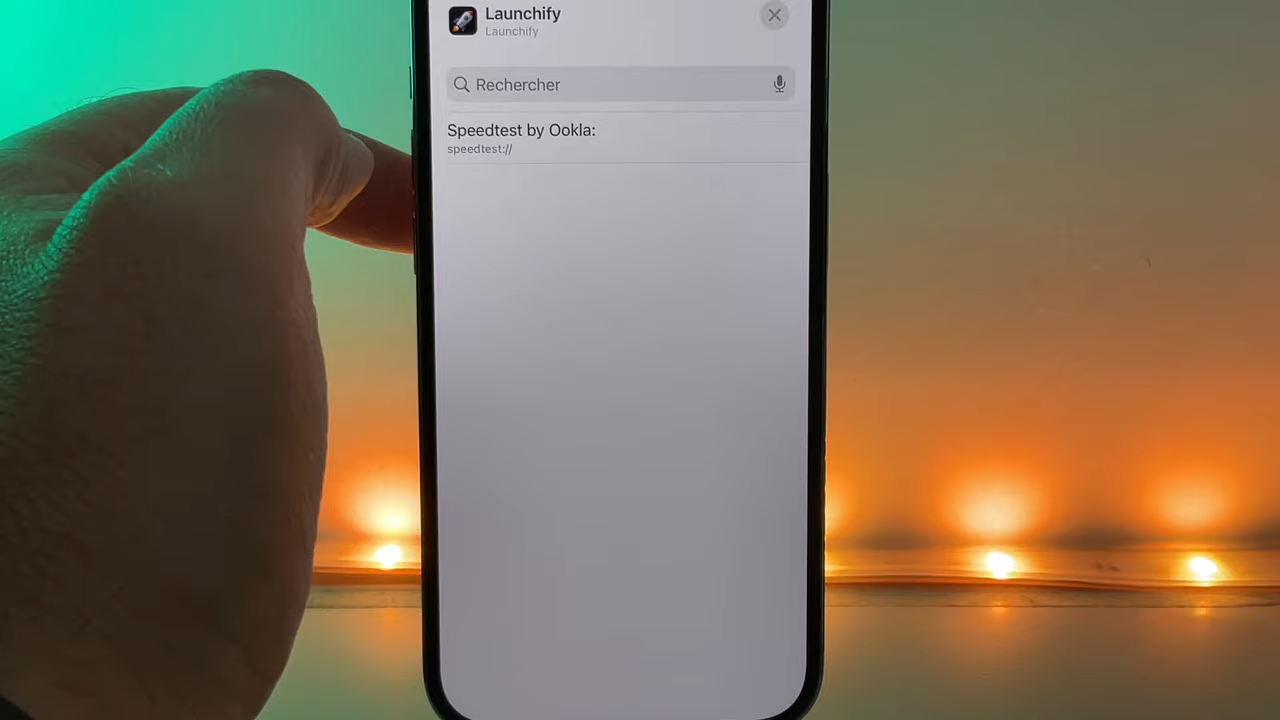 Launchify
Launchify
Rechercher
Speedtest by Ookla:
speedtest://